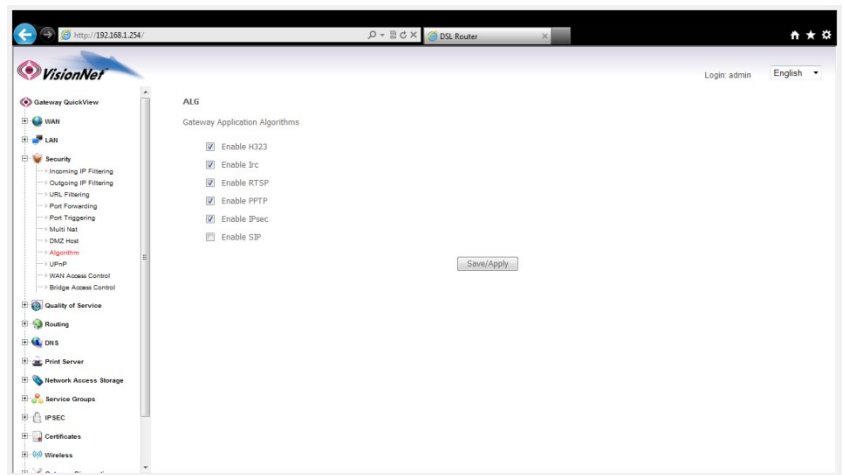 http://192.168.1.254/
DSL Router
VisionNet
Login: admin
English
Gateway QuickView
WAN
LAN
Security
Incoming IP Filtering
Outgoing IP Filtering
URL Filtering
Port Forwarding
Port Triggering
Multi Nat
DMZ Host
Algorithm
UPnP
WAN Access Control
Bridge Access Control
Quality of Service
Routing
DNS
Print Server
Network Access Storage
Service Groups
IPSEC
Certificates
Wireless
ALG
Gateway Application Algorithms
Enable H323
Enable Irc
Enable RTSP
Enable PPTP
Enable IPsec
Enable SIP
Save/Apply